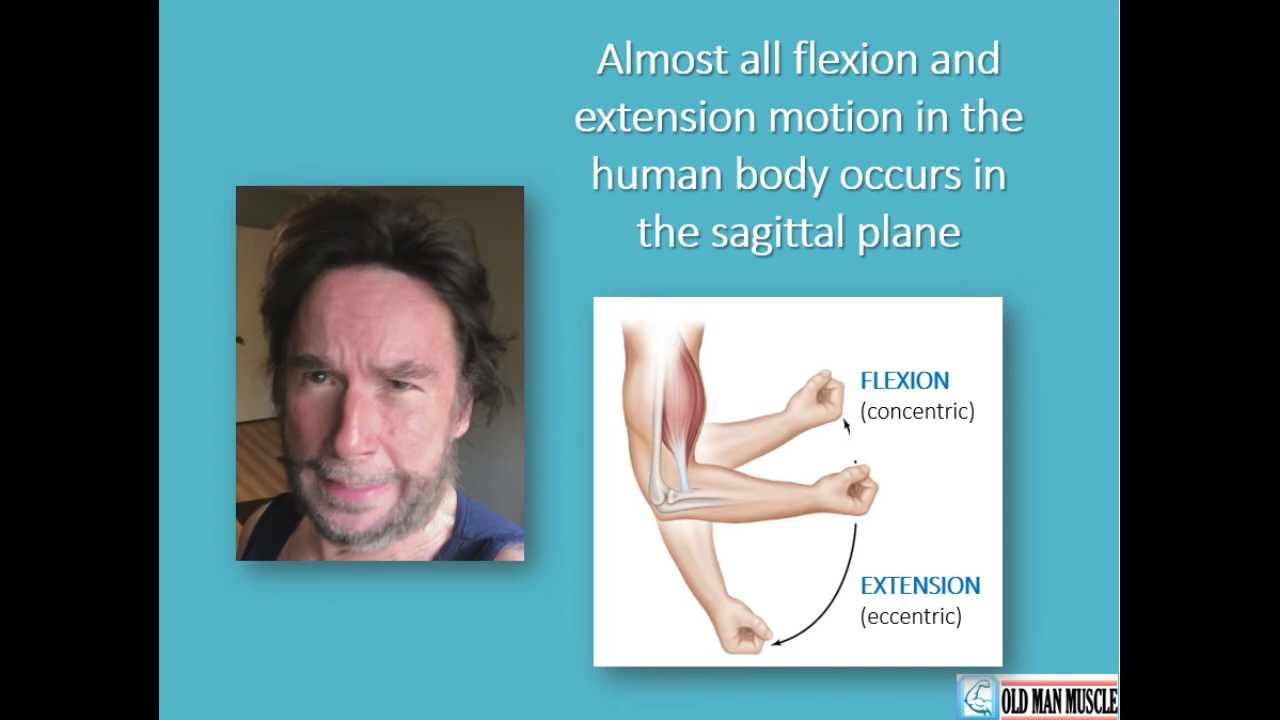 Almost all flexion and
extension motion in the
human body occurs in
the sagittal plane
FLEXION
(concentric)
EXTENSION
(eccentric)
OLD MAN MUSCLE